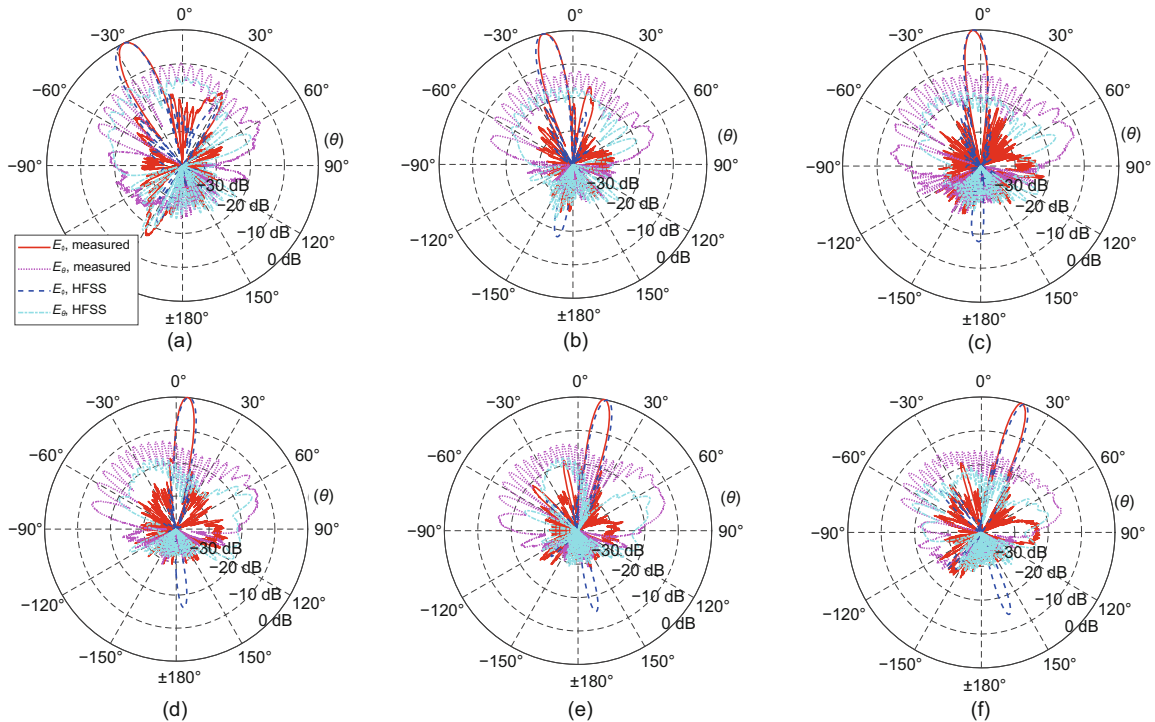 0°
−30°
30°
−60°
60°
(θ)
−90°
90°
−30 dB
−20 dB
−10 dB
120°
0 dB
150°
±180°
(a)
Eϕ, measured
Eθ, measured
Eϕ, HFSS
Eθ, HFSS
0°
−30°
30°
−60°
60°
(θ)
−90°
90°
−30 dB
−20 dB
−10 dB
−120°
120°
0 dB
−150°
150°
±180°
(b)
0°
−30°
30°
−60°
60°
(θ)
−90°
90°
−30 dB
−20 dB
−10 dB
−120°
120°
0 dB
−150°
150°
±180°
(c)
0°
−30°
30°
−60°
60°
(θ)
−90°
90°
−30 dB
−20 dB
−10 dB
−120°
120°
0 dB
−150°
150°
±180°
(d)
0°
−30°
30°
−60°
60°
(θ)
−90°
90°
−30 dB
−20 dB
−10 dB
−120°
120°
0 dB
−150°
150°
±180°
(e)
0°
−30°
30°
−60°
60°
(θ)
−90°
90°
−30 dB
−20 dB
−10 dB
−120°
120°
0 dB
−150°
150°
±180°
(f)